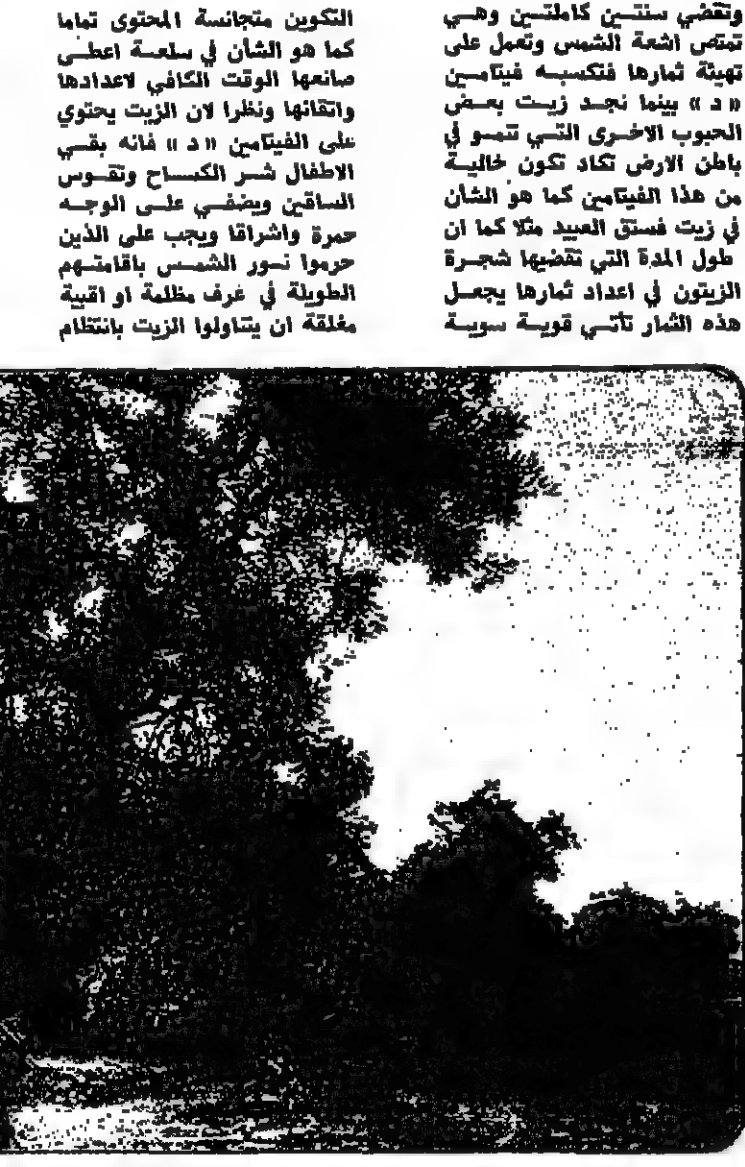 وتقضي سنتين كاملتين وهي
تمتص اشعة الشمس وتعمل على
تهيئة ثمارها فتكسبه فيتامين
« د » بينما نجد زيت بعض
الحبوب الاخرى التي تنمو في
باطن الارض تكاد تكون خالية
من هذا الفيتامين كما هو الشأن
في زيت فستق العبيد مثلا كما ان
طول المدة التي تقضيها شجرة
الزيتون في اعداد ثمارها يجعل
هذه الثمار تأتي قوية سوية
التكوين متجانسة المحتوى تماما
كما هو الشأن في سلعة اعطى
صانعها الوقت الكافي لاعدادها
واتقانها ونظرا لان الزيت يحتوي
على الفيتامين « د » فانه يقي
الاطفال شر الكساح وتقوس
الساقين ويضفي على الوجه
حمرة واشراقا ويجب على الذين
حرموا نور الشمس باقامتهم
الطويلة في غرف مظلمة او اقبية
مغلقة ان يتناولوا الزيت بانتظام